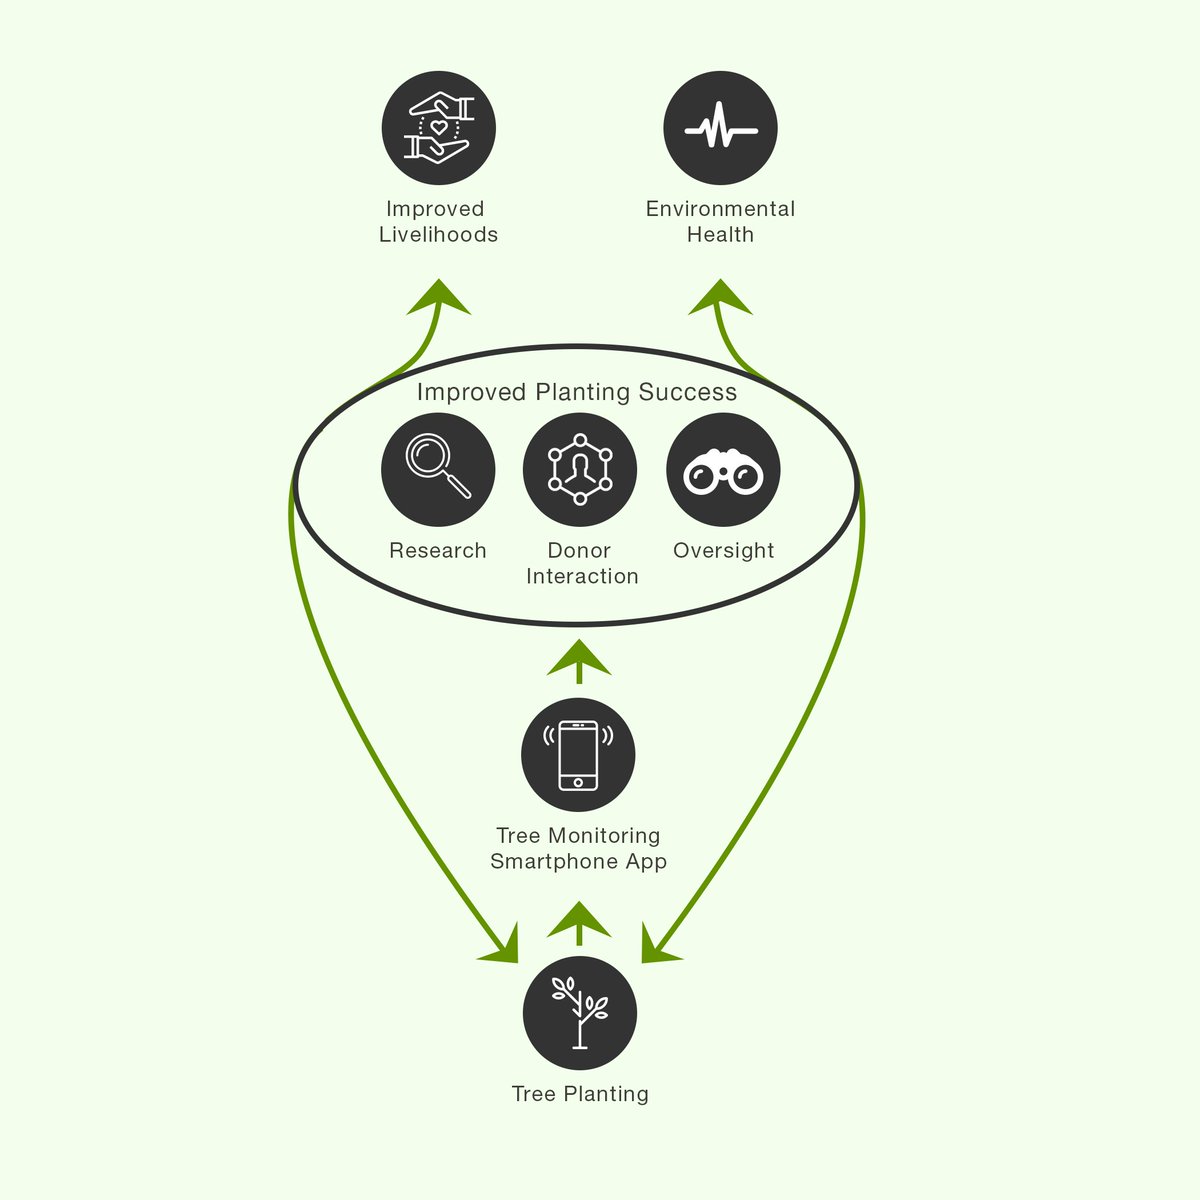 Improved
Livelihoods
Environmental
Health
Improved Planting Success
Research
Donor
Interaction
Oversight
Tree Monitoring
Smartphone App
Tree Planting